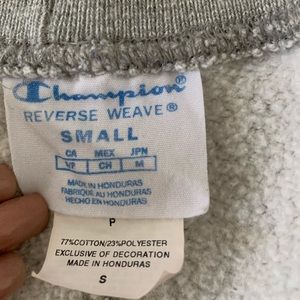 Champion®
REVERSE WEAVE®
SMALL
CA MEX JPN
VP CH M
MADE IN HONDURAS
FABRIQUÉ AU HONDURAS
HECHO EN HONDURAS
P
77%COTTON/23%POLYESTER
EXCLUSIVE OF DECORATION
MADE IN HONDURAS
S